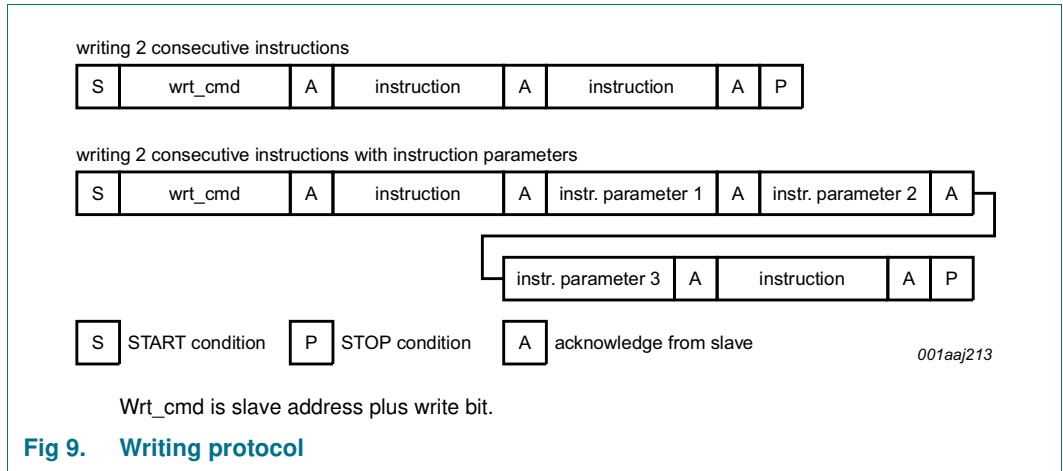 writing 2 consecutive instructions
S wrt_cmd A instruction A instruction A P
writing 2 consecutive instructions with instruction parameters
S wrt_cmd A instruction A instr. parameter 1 A instr. parameter 2 A
instr. parameter 3 A instruction A P
S START condition P STOP condition A acknowledge from slave
001aaj213
Wrt_cmd is slave address plus write bit.
Fig 9. Writing protocol